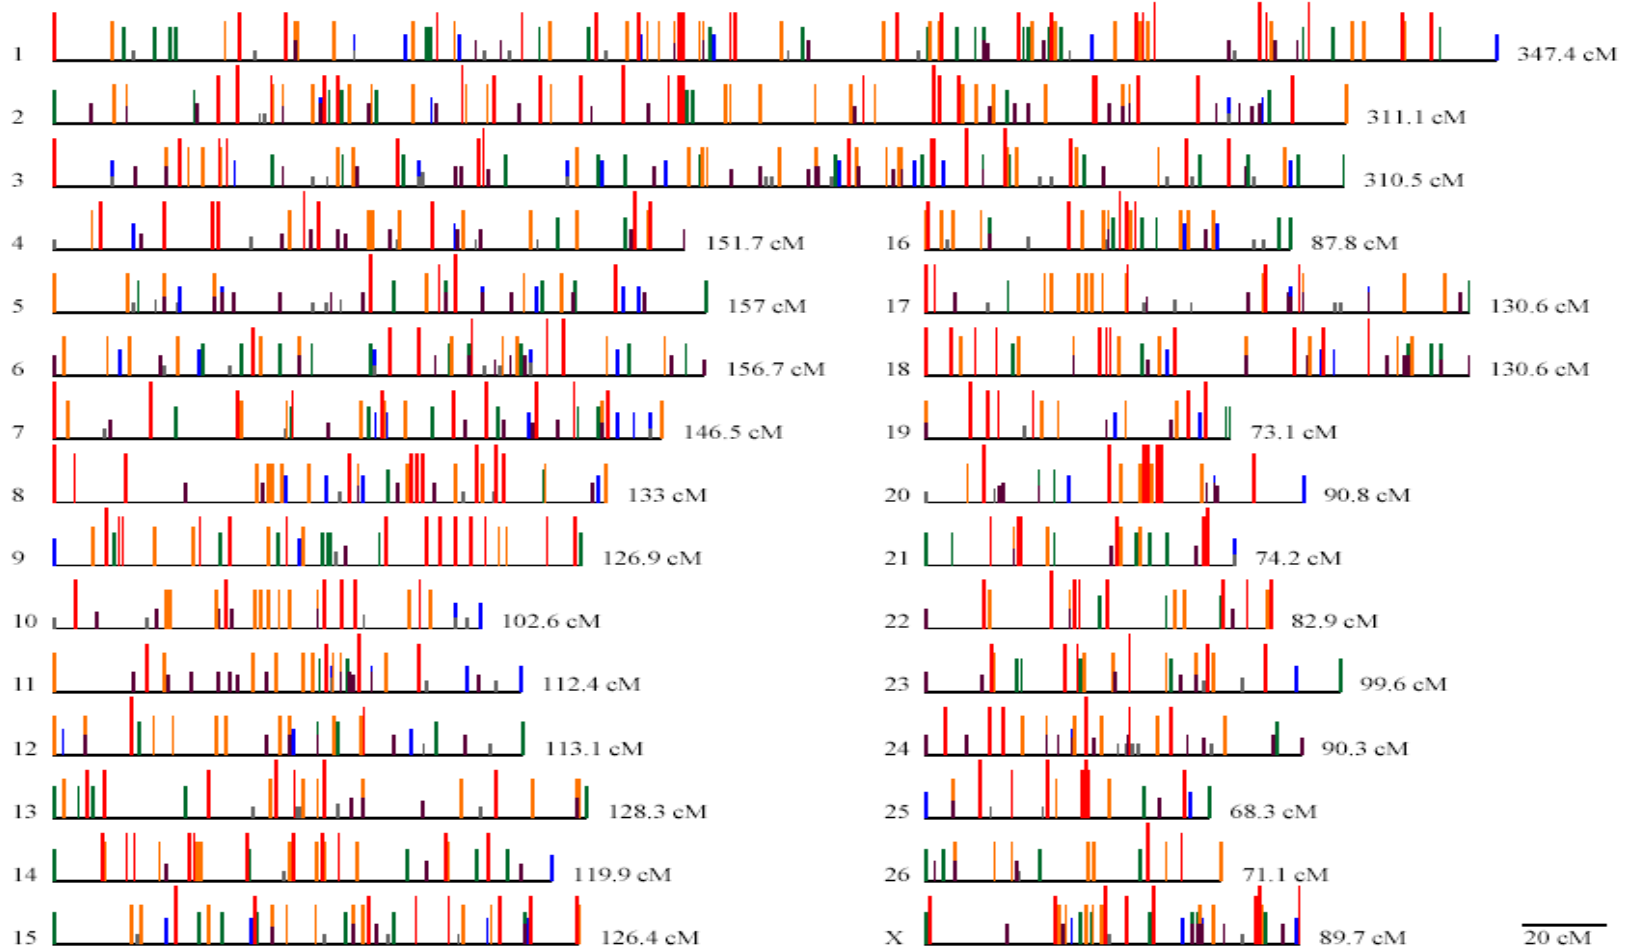 1 347.4 cM
2 311.1 cM
3 310.5 cM
4 151.7 cM
16 87.8 cM
5 157 cM
17 130.6 cM
6 156.7 cM
18 130.6 cM
7 146.5 cM
19 73.1 cM
8 133 cM
20 90.8 cM
9 126.9 cM
21 74.2 cM
10 102.6 cM
22 82.9 cM
11 112.4 cM
23 99.6 cM
12 113.1 cM
24 90.3 cM
13 128.3 cM
25 68.3 cM
14 119.9 cM
26 71.1 cM
15 126.4 cM
X 89.7 cM
20 cM